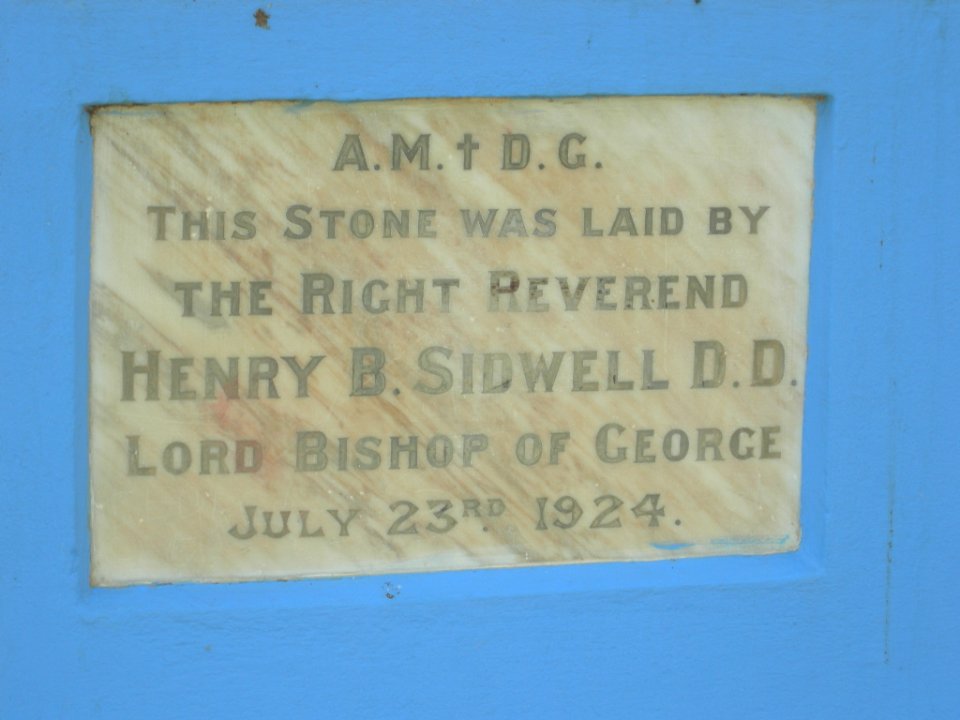 A.M.†D.G.
THIS STONE WAS LAID BY
THE RIGHT REVEREND
HENRY B. SIDWELL D.D.
LORD BISHOP OF GEORGE
JULY 23RD. 1924.